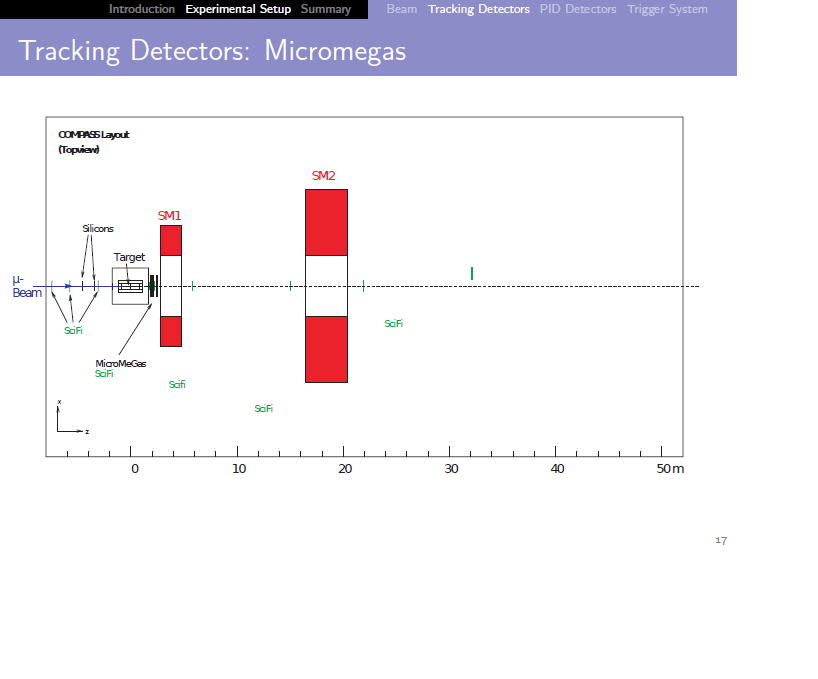 Introduction Experimental Setup Summary Beam Tracking Detectors PID Detectors Trigger System
Tracking Detectors: Micromegas
COMPASS Layout
(Topview)
SM2
SM1
Silicons
Target
μ-
Beam
SciFi
SciFi
MicroMeGas
SciFi
Scifi
SciFi
x
z
0 10 20 30 40 50 m
17